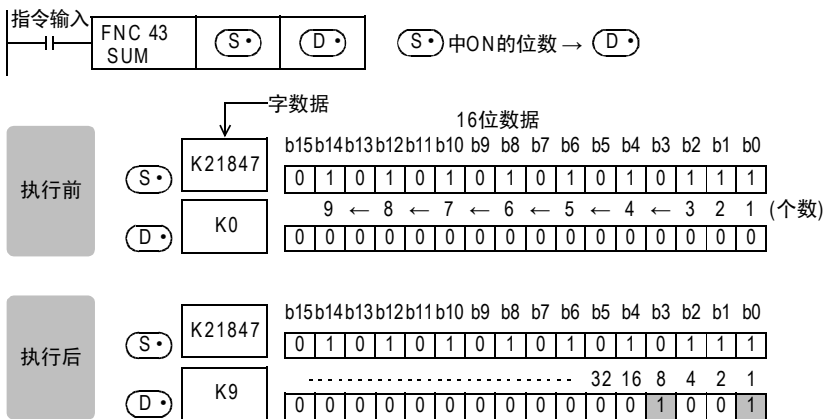 指令输入
FNC 43
SUM
S• D• S• 中ON的位数 → D•
字数据
16位数据
执行前
b15 b14 b13 b12 b11 b10 b9 b8 b7 b6 b5 b4 b3 b2 b1 b0
S• K21847 0 1 0 1 0 1 0 1 0 1 0 1 0 1 1 1
9 ← 8 ← 7 ← 6 ← 5 ← 4 ← 3 2 1 (个数)
D• K0 0 0 0 0 0 0 0 0 0 0 0 0 0 0 0 0
执行后
b15 b14 b13 b12 b11 b10 b9 b8 b7 b6 b5 b4 b3 b2 b1 b0
S• K21847 0 1 0 1 0 1 0 1 0 1 0 1 0 1 1 1
32 16 8 4 2 1
D• K9 0 0 0 0 0 0 0 0 0 0 0 0 1 0 0 1